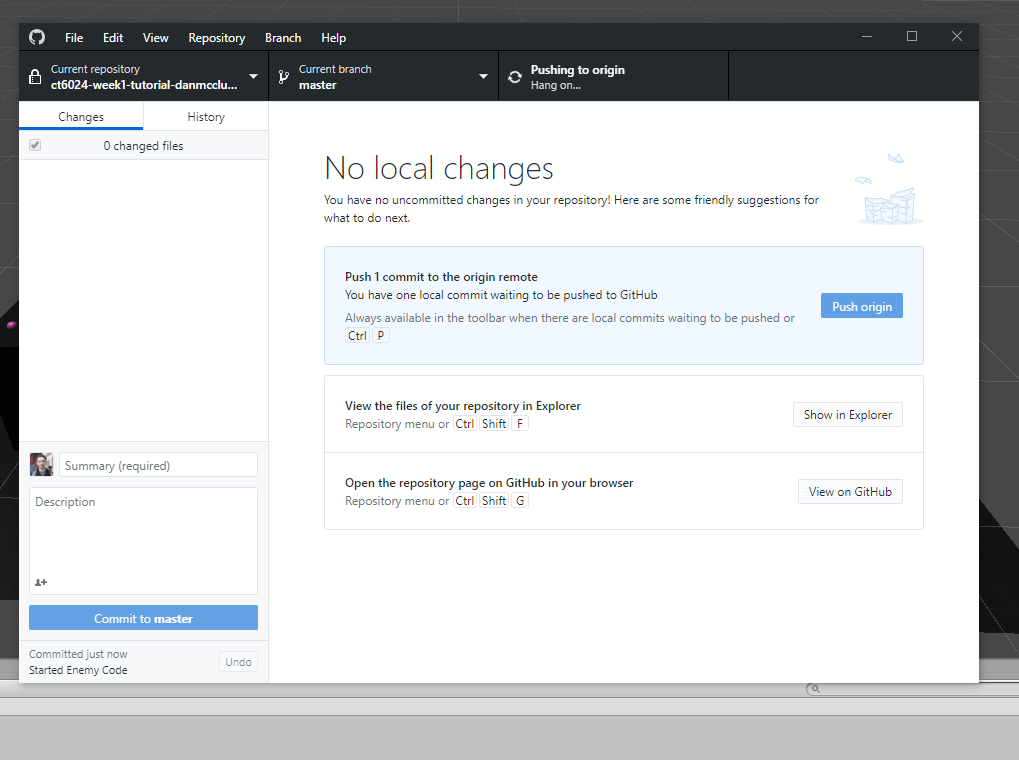 File Edit View Repository Branch Help
Current repository
ct6024-week1-tutorial-danmcclu...
Current branch
master
Pushing to origin
Hang on...
Changes
History
0 changed files
No local changes
You have no uncommitted changes in your repository! Here are some friendly suggestions for
what to do next.
Push 1 commit to the origin remote
You have one local commit waiting to be pushed to GitHub
Always available in the toolbar when there are local commits waiting to be pushed or
Ctrl P
Push origin
View the files of your repository in Explorer
Repository menu or Ctrl Shift F
Show in Explorer
Open the repository page on GitHub in your browser
Repository menu or Ctrl Shift G
View on GitHub
Summary (required)
Description
Commit to master
Committed just now
Started Enemy Code
Undo